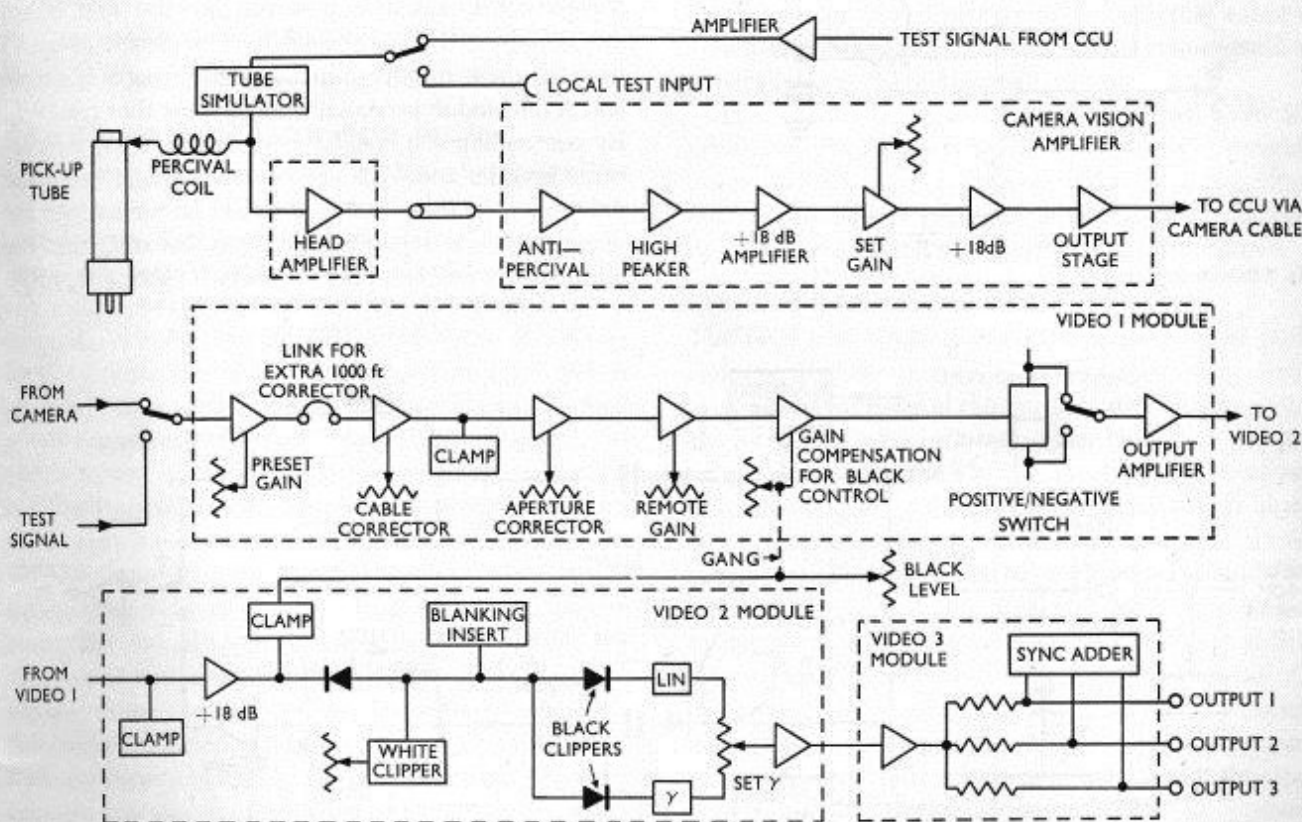 AMPLIFIER
TEST SIGNAL FROM CCU
TUBE
SIMULATOR
LOCAL TEST INPUT
CAMERA VISION
AMPLIFIER
PICK-UP
TUBE
PERCIVAL
COIL
HEAD
AMPLIFIER
ANTI—
PERCIVAL
HIGH
PEAKER
+18 dB
AMPLIFIER
SET
GAIN
+18dB
OUTPUT
STAGE
TO CCU VIA
CAMERA CABLE
VIDEO 1 MODULE
LINK FOR
EXTRA 1000 ft
CORRECTOR
FROM
CAMERA
TEST
SIGNAL
PRESET
GAIN
CABLE
CORRECTOR
CLAMP
APERTURE
CORRECTOR
REMOTE
GAIN
GAIN
COMPENSATION
FOR BLACK
CONTROL
POSITIVE/NEGATIVE
SWITCH
OUTPUT
AMPLIFIER
TO
VIDEO 2
GANG
BLACK
LEVEL
VIDEO 2 MODULE
CLAMP
BLANKING
INSERT
FROM
VIDEO 1
CLAMP
+18 dB
WHITE
CLIPPER
BLACK
CLIPPERS
LIN
γ
SET γ
VIDEO 3
MODULE
SYNC ADDER
OUTPUT 1
OUTPUT 2
OUTPUT 3